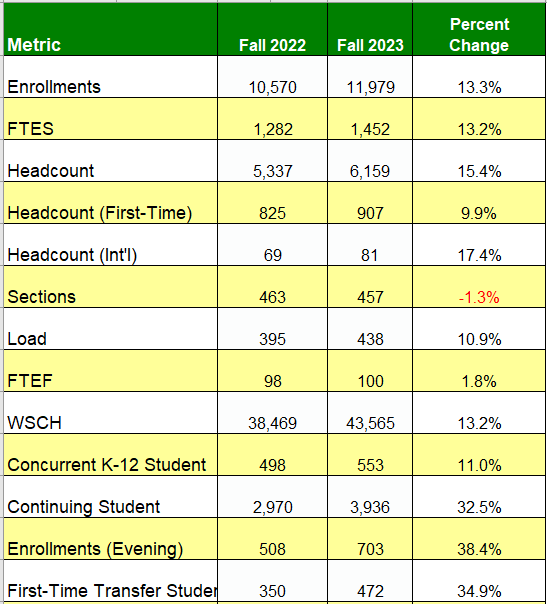 Metric Fall 2022 Fall 2023 Percent Change
Enrollments 10,570 11,979 13.3%
FTES 1,282 1,452 13.2%
Headcount 5,337 6,159 15.4%
Headcount (First-Time) 825 907 9.9%
Headcount (Int'l) 69 81 17.4%
Sections 463 457 -1.3%
Load 395 438 10.9%
FTEF 98 100 1.8%
WSCH 38,469 43,565 13.2%
Concurrent K-12 Student 498 553 11.0%
Continuing Student 2,970 3,936 32.5%
Enrollments (Evening) 508 703 38.4%
First-Time Transfer Studer 350 472 34.9%